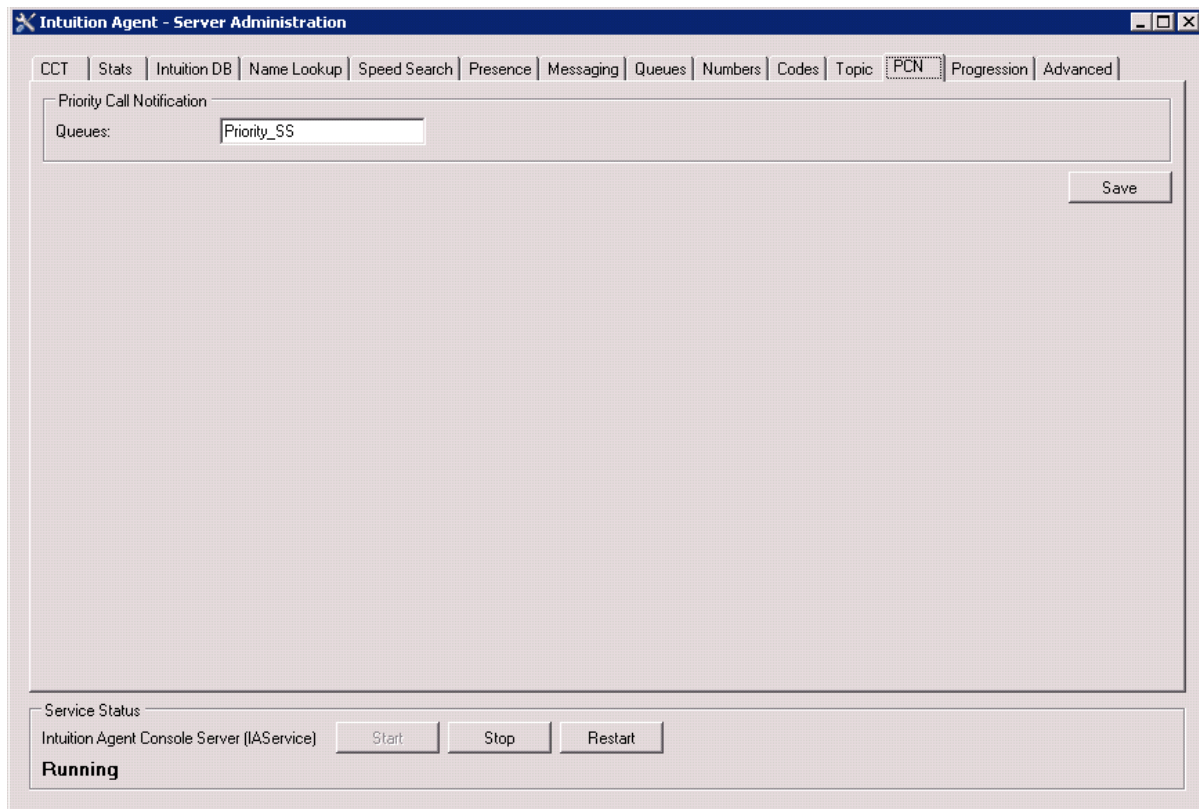 Intuition Agent - Server Administration
CCT Stats Intuition DB Name Lookup Speed Search Presence Messaging Queues Numbers Codes Topic PCN Progression Advanced
Priority Call Notification
Queues: Priority_SS
Save
Service Status
Intuition Agent Console Server (IAService) Start Stop Restart
Running